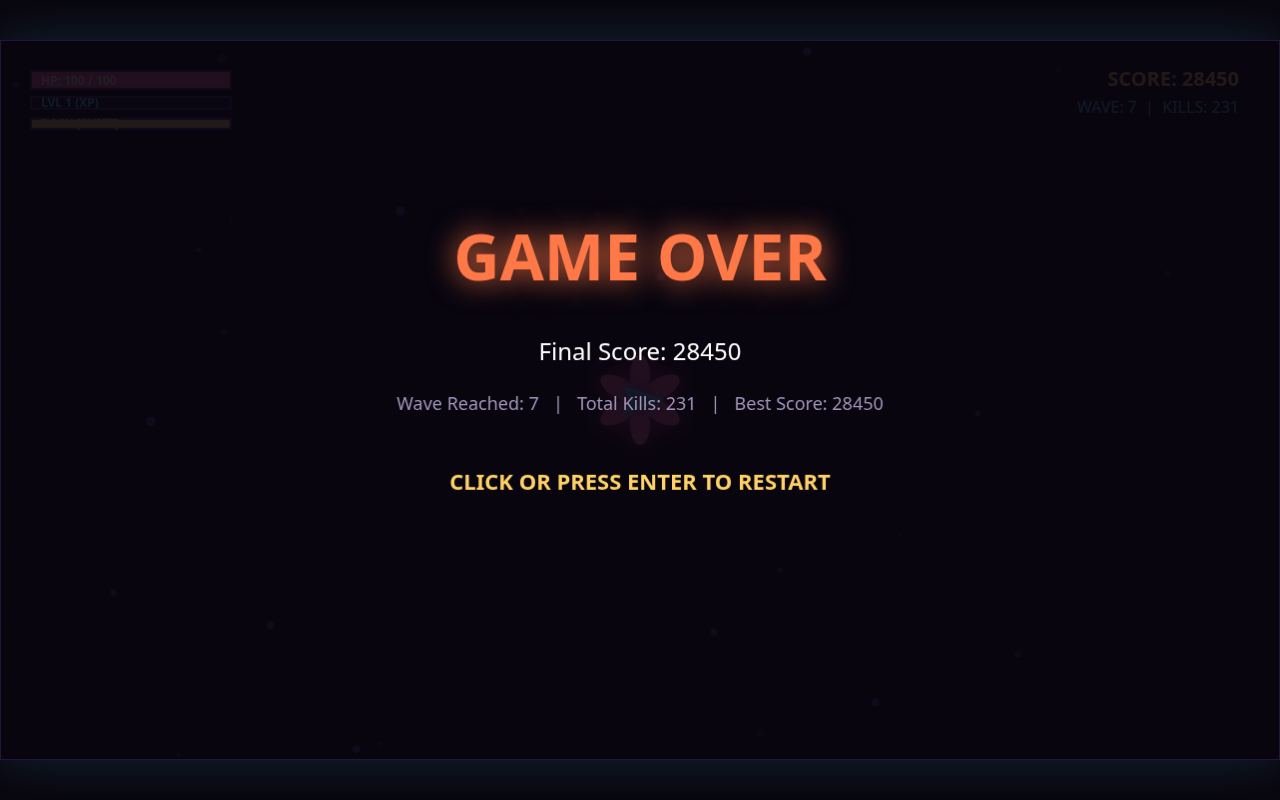 HP: 100 / 100
LVL 1 (XP)
SCORE: 28450
WAVE: 7 | KILLS: 231
GAME OVER
Final Score: 28450
Wave Reached: 7 | Total Kills: 231 | Best Score: 28450
CLICK OR PRESS ENTER TO RESTART